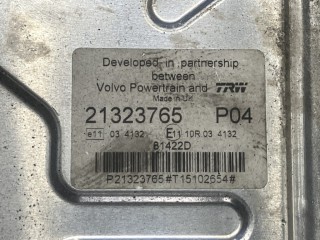 Developed in partnership
between
Volvo Powertrain and TRW
Made in UK
21323765 P04
e11 03 4132 E11 10R 03 4132
81422D
P21323765#T15102654#